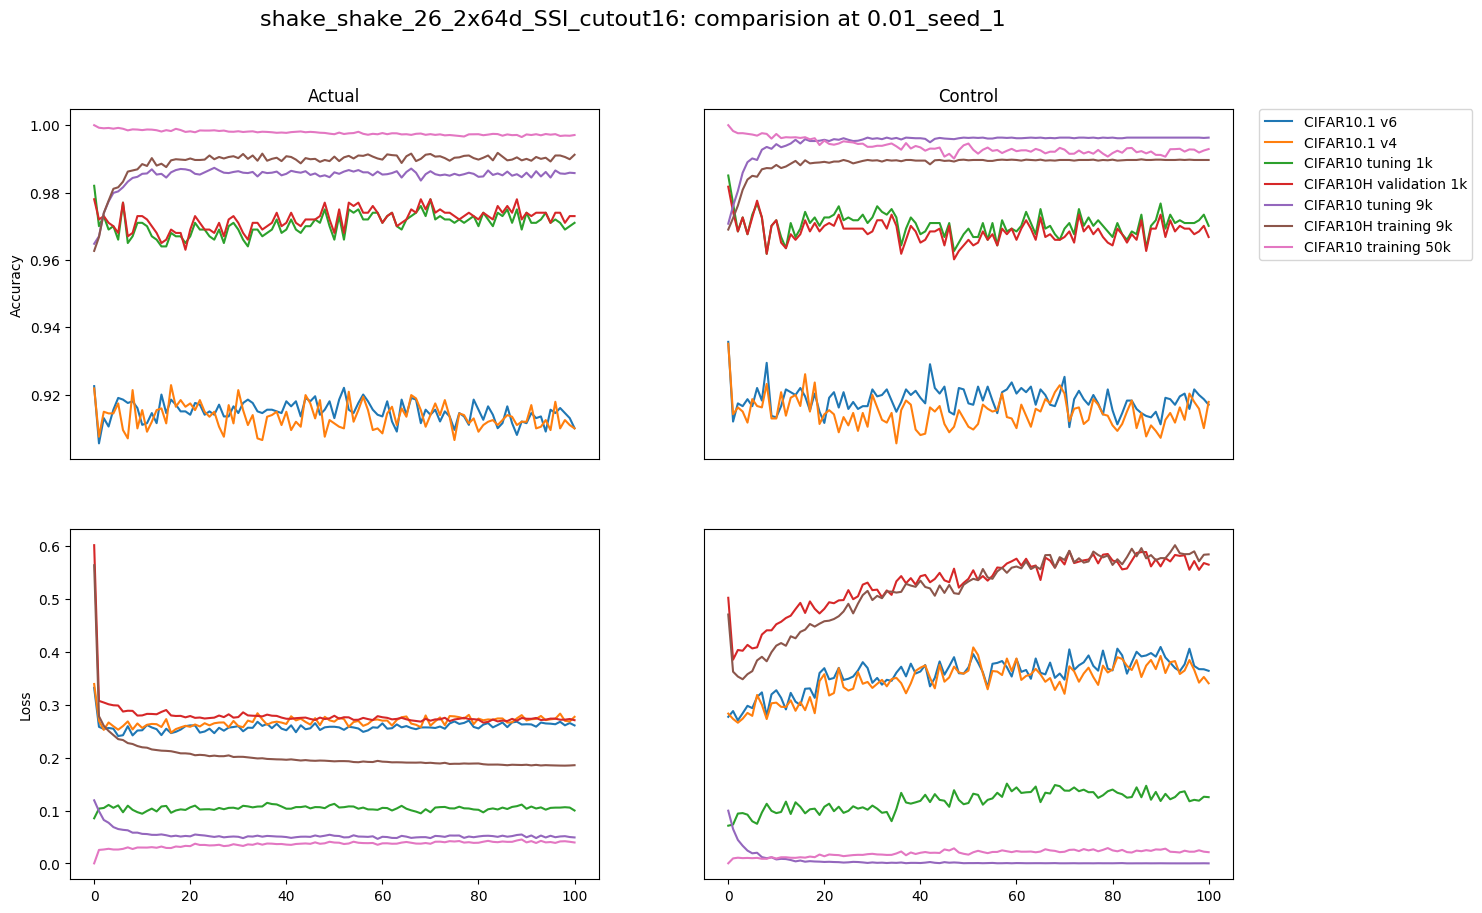 shake_shake_26_2x64d_SSI_cutout16: comparision at 0.01_seed_1
Actual
Control
Accuracy
1.00
0.98
0.96
0.94
0.92
CIFAR10.1 v6
CIFAR10.1 v4
CIFAR10 tuning 1k
CIFAR10H validation 1k
CIFAR10 tuning 9k
CIFAR10H training 9k
CIFAR10 training 50k
Loss
0.6
0.5
0.4
0.3
0.2
0.1
0.0
0 20 40 60 80 100
0 20 40 60 80 100